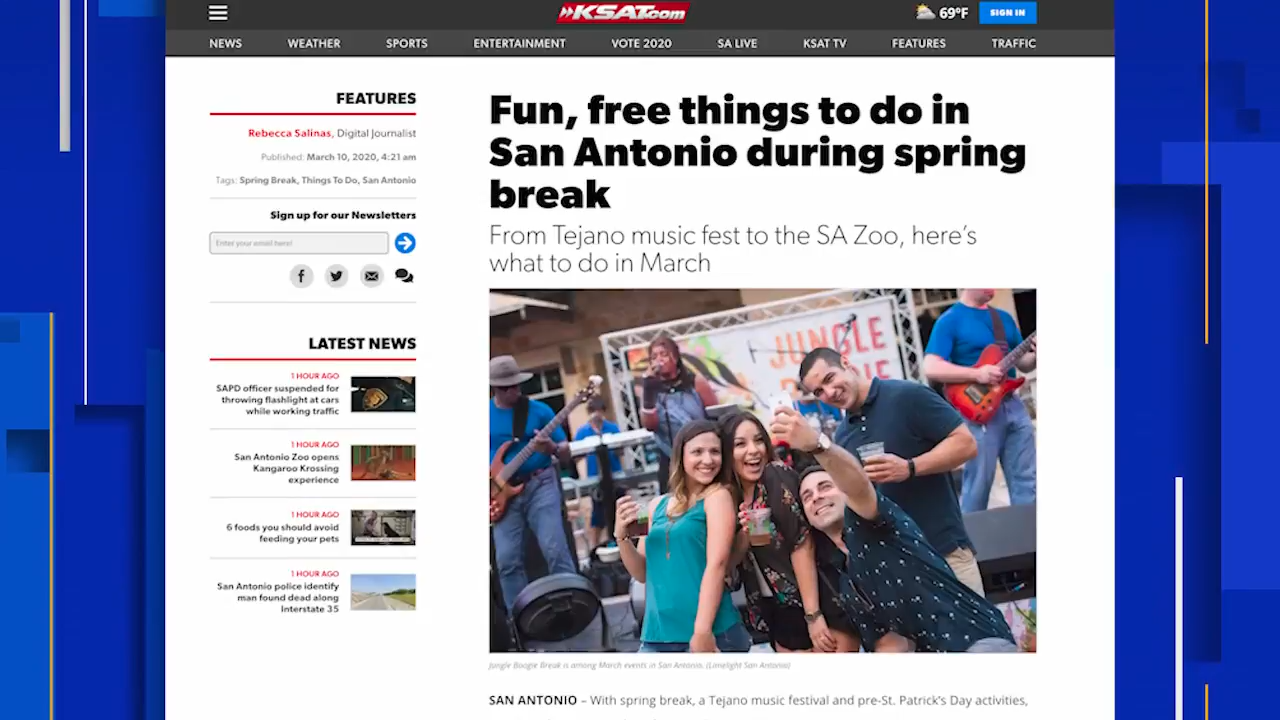 KSAT.com
69°F
SIGN IN
NEWS
WEATHER
SPORTS
ENTERTAINMENT
VOTE 2020
SA LIVE
KSAT TV
FEATURES
TRAFFIC
FEATURES
Rebecca Salinas, Digital Journalist
Published: March 10, 2020, 4:21 am
Tags: Spring Break, Things To Do, San Antonio
Sign up for our Newsletters
Enter your email here!
LATEST NEWS
1 HOUR AGO
SAPD officer suspended for
throwing flashlight at cars
while working traffic
1 HOUR AGO
San Antonio Zoo opens
Kangaroo Krossing
experience
1 HOUR AGO
6 foods you should avoid
feeding your pets
1 HOUR AGO
San Antonio police identify
man found dead along
Interstate 35
Fun, free things to do in
San Antonio during spring
break
From Tejano music fest to the SA Zoo, here's
what to do in March
JUNGLE
Jungle Boogie Break is among March events in San Antonio. (Limelight San Antonio)
SAN ANTONIO – With spring break, a Tejano music festival and pre-St. Patrick's Day activities,